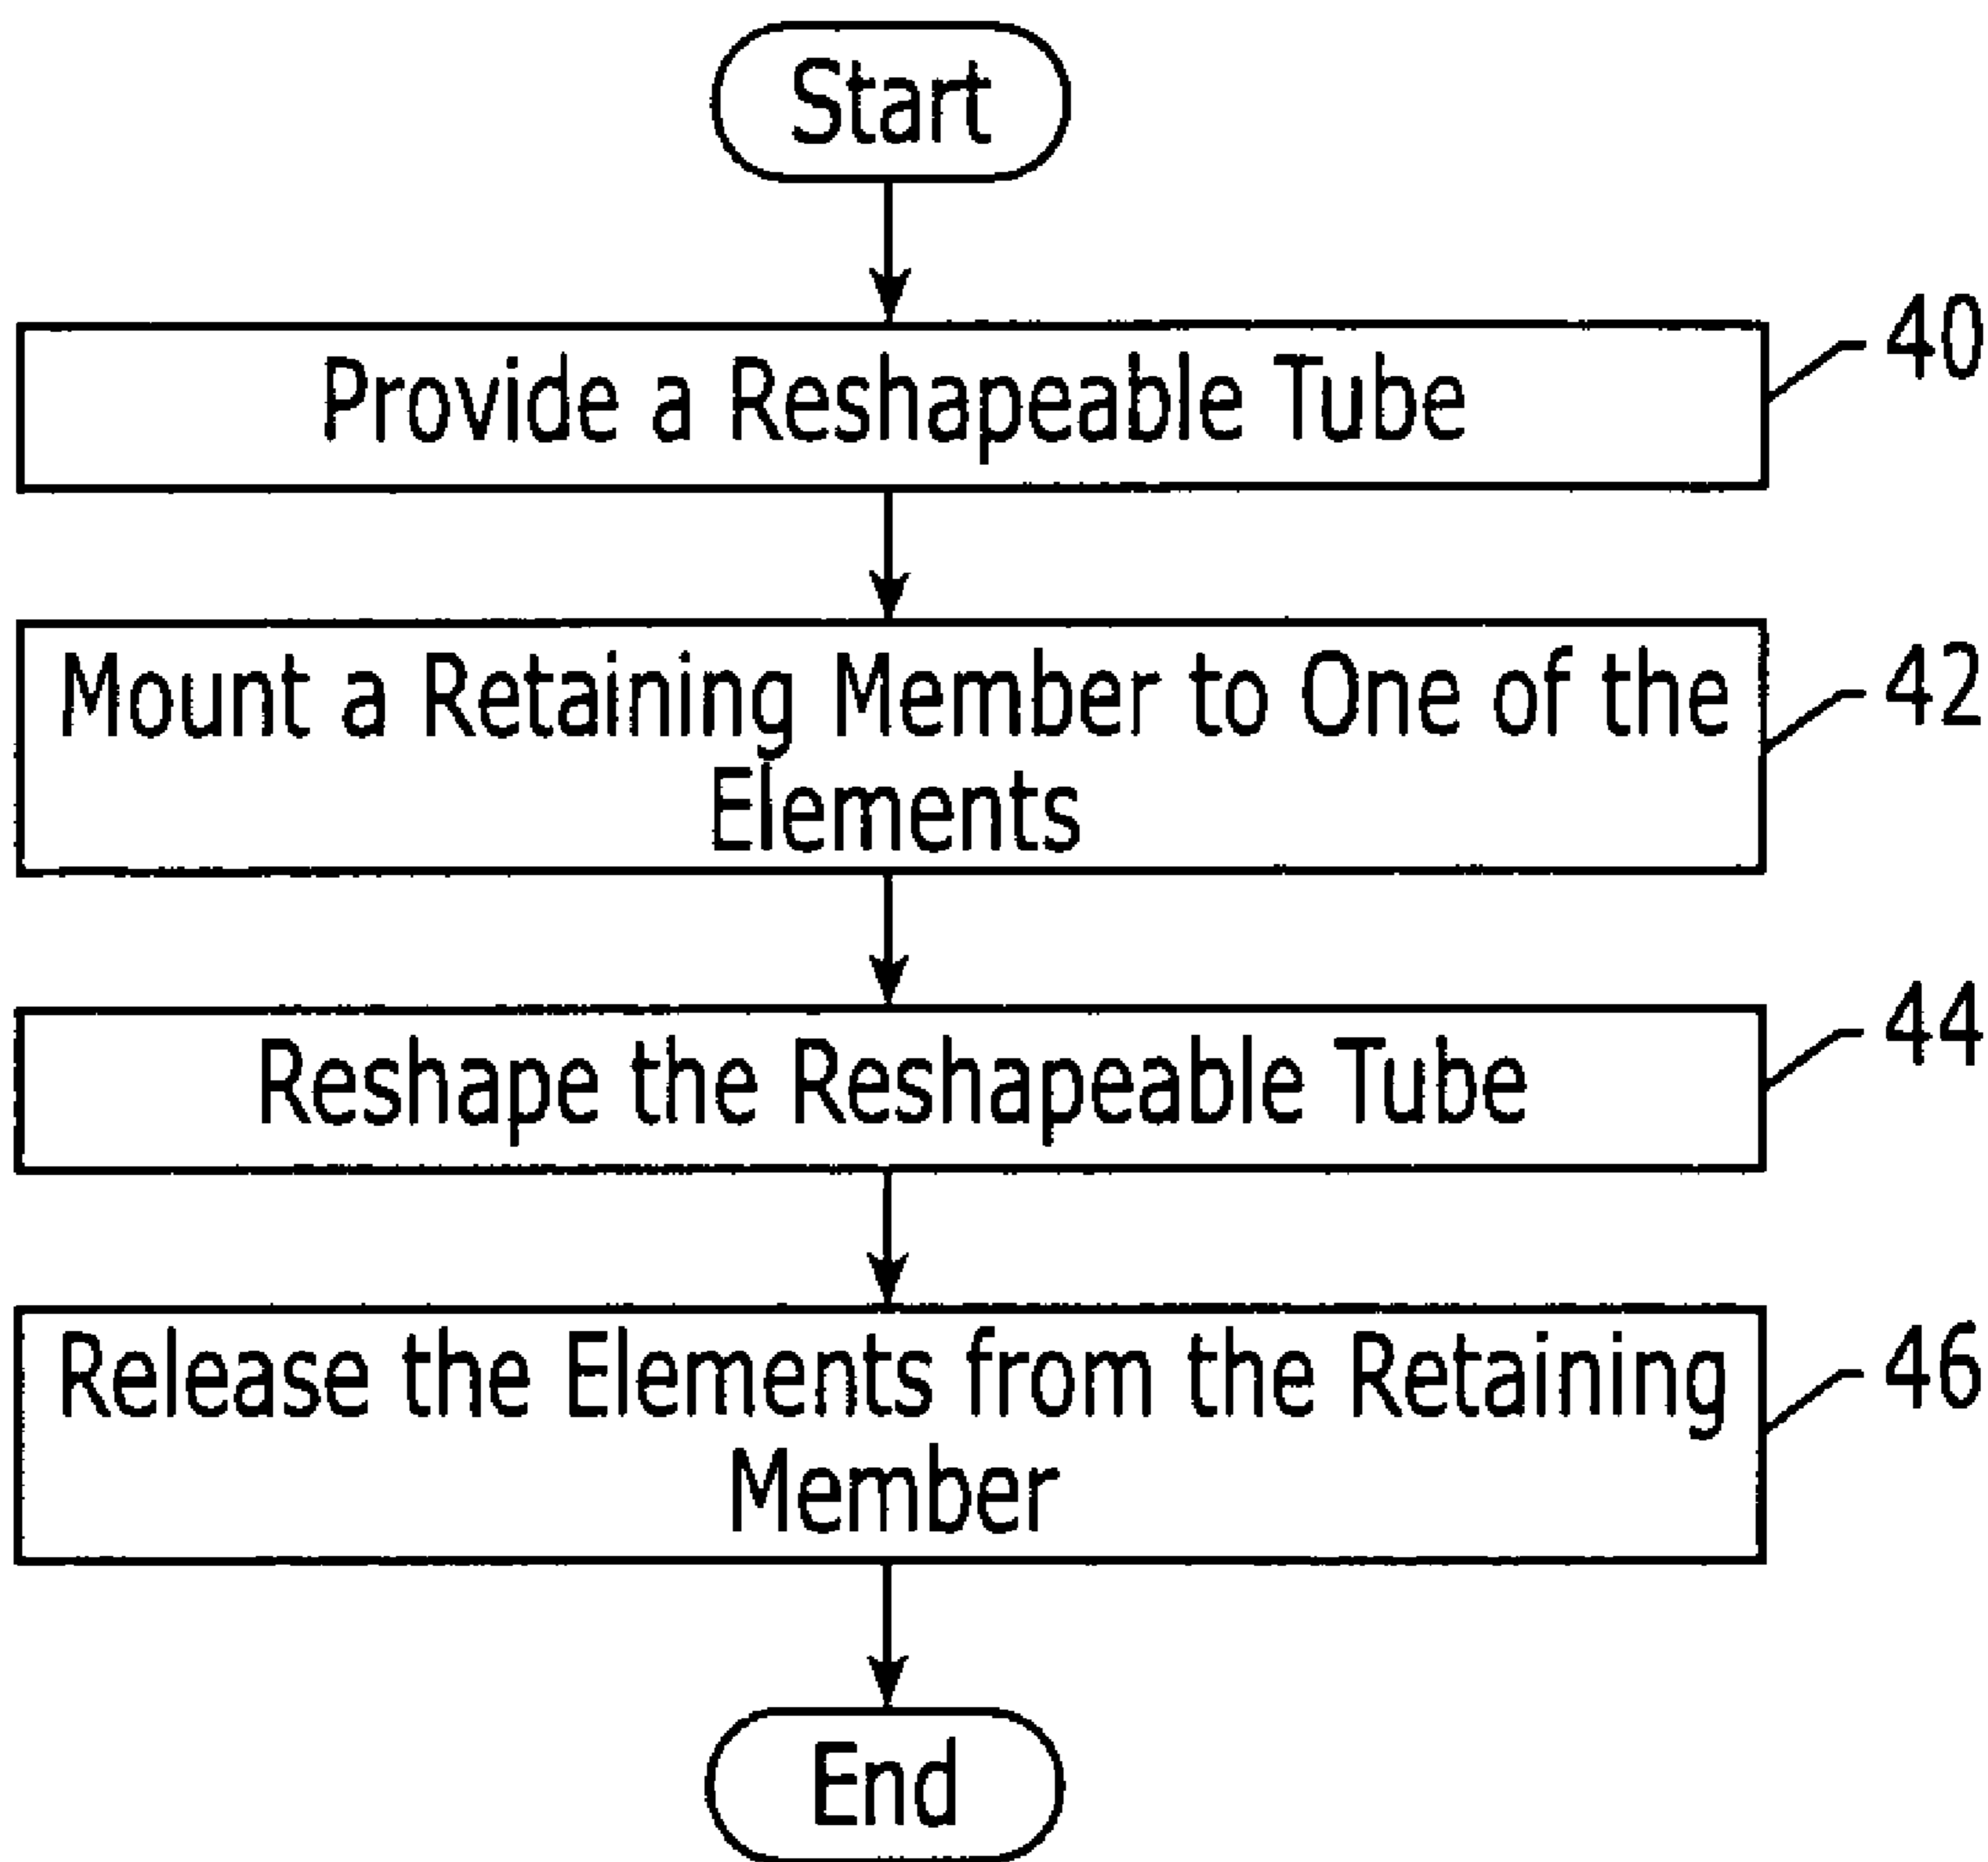 Start
Provide a Reshapeable Tube
40
Mount a Retaining Member to One of the
Elements
42
Reshape the Reshapeable Tube
44
Release the Elements from the Retaining
Member
46
End